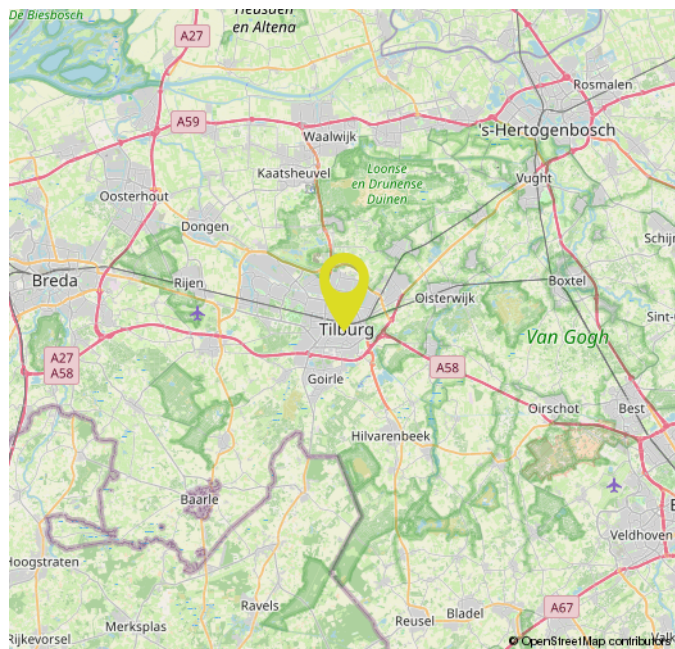 De Biesbosch
Heusden
en Altena
A27
Rosmalen
A59
's-Hertogenbosch
Waalwijk
Kaatsheuvel
Loonse
en Drunense
Duinen
Vught
Oosterhout
Dongen
Schij
Breda
Rijen
Oisterwijk
Boxtel
Tilburg
Sint-
Van Gogh
A27
A58
A58
Goirle
Oirschot
Best
Hilvarenbeek
Baarle
Veldhoven
Hoogstraten
Ravels
A67
Bladel
Reusel
Merksplas
Rijkevorsel
Valk
© OpenStreetMap contributors